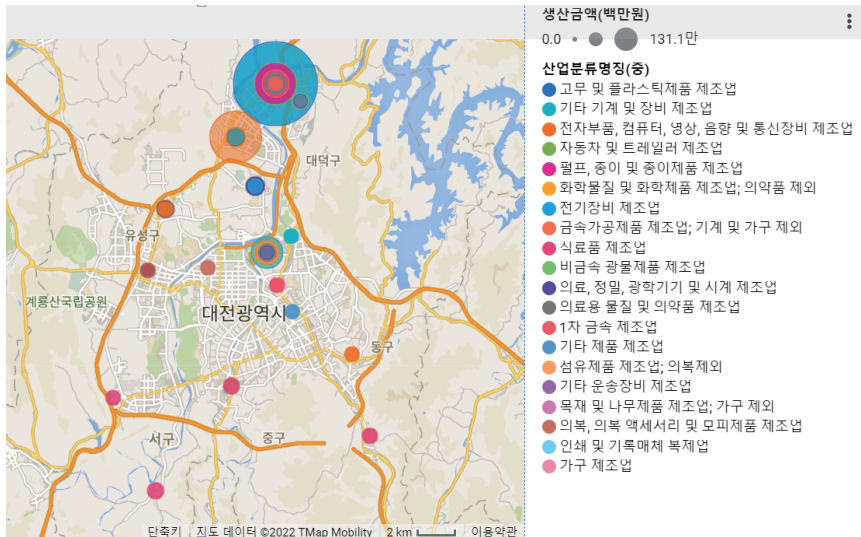 생산금액(백만원)
0.0 131.1만
산업분류명징(중)
고무 및 플라스틱제품 제조업
기타 기계 및 장비 제조업
전자부품, 컴퓨터, 영상, 음향 및 통신장비 제조업
자동차 및 트레일러 제조업
펄프, 종이 및 종이제품 제조업
화학물질 및 화학제품 제조업; 의약품 제외
전기장비 제조업
금속가공제품 제조업; 기계 및 가구 제외
식료품 제조업
비금속 광물제품 제조업
의료, 정밀, 광학기기 및 시계 제조업
의료용 물질 및 의약품 제조업
1차 금속 제조업
기타 제품 제조업
섬유제품 제조업; 의복제외
기타 운송장비 제조업
목재 및 나무제품 제조업; 가구 제외
의복, 의복 액세서리 및 모피제품 제조업
인쇄 및 기록매체 복제업
가구 제조업
대덕구
유성구
계룡산국립공원
대전광역시
동구
서구
중구
단축키 지도 데이터 ©2022 TMap Mobility 2 km 이용약관